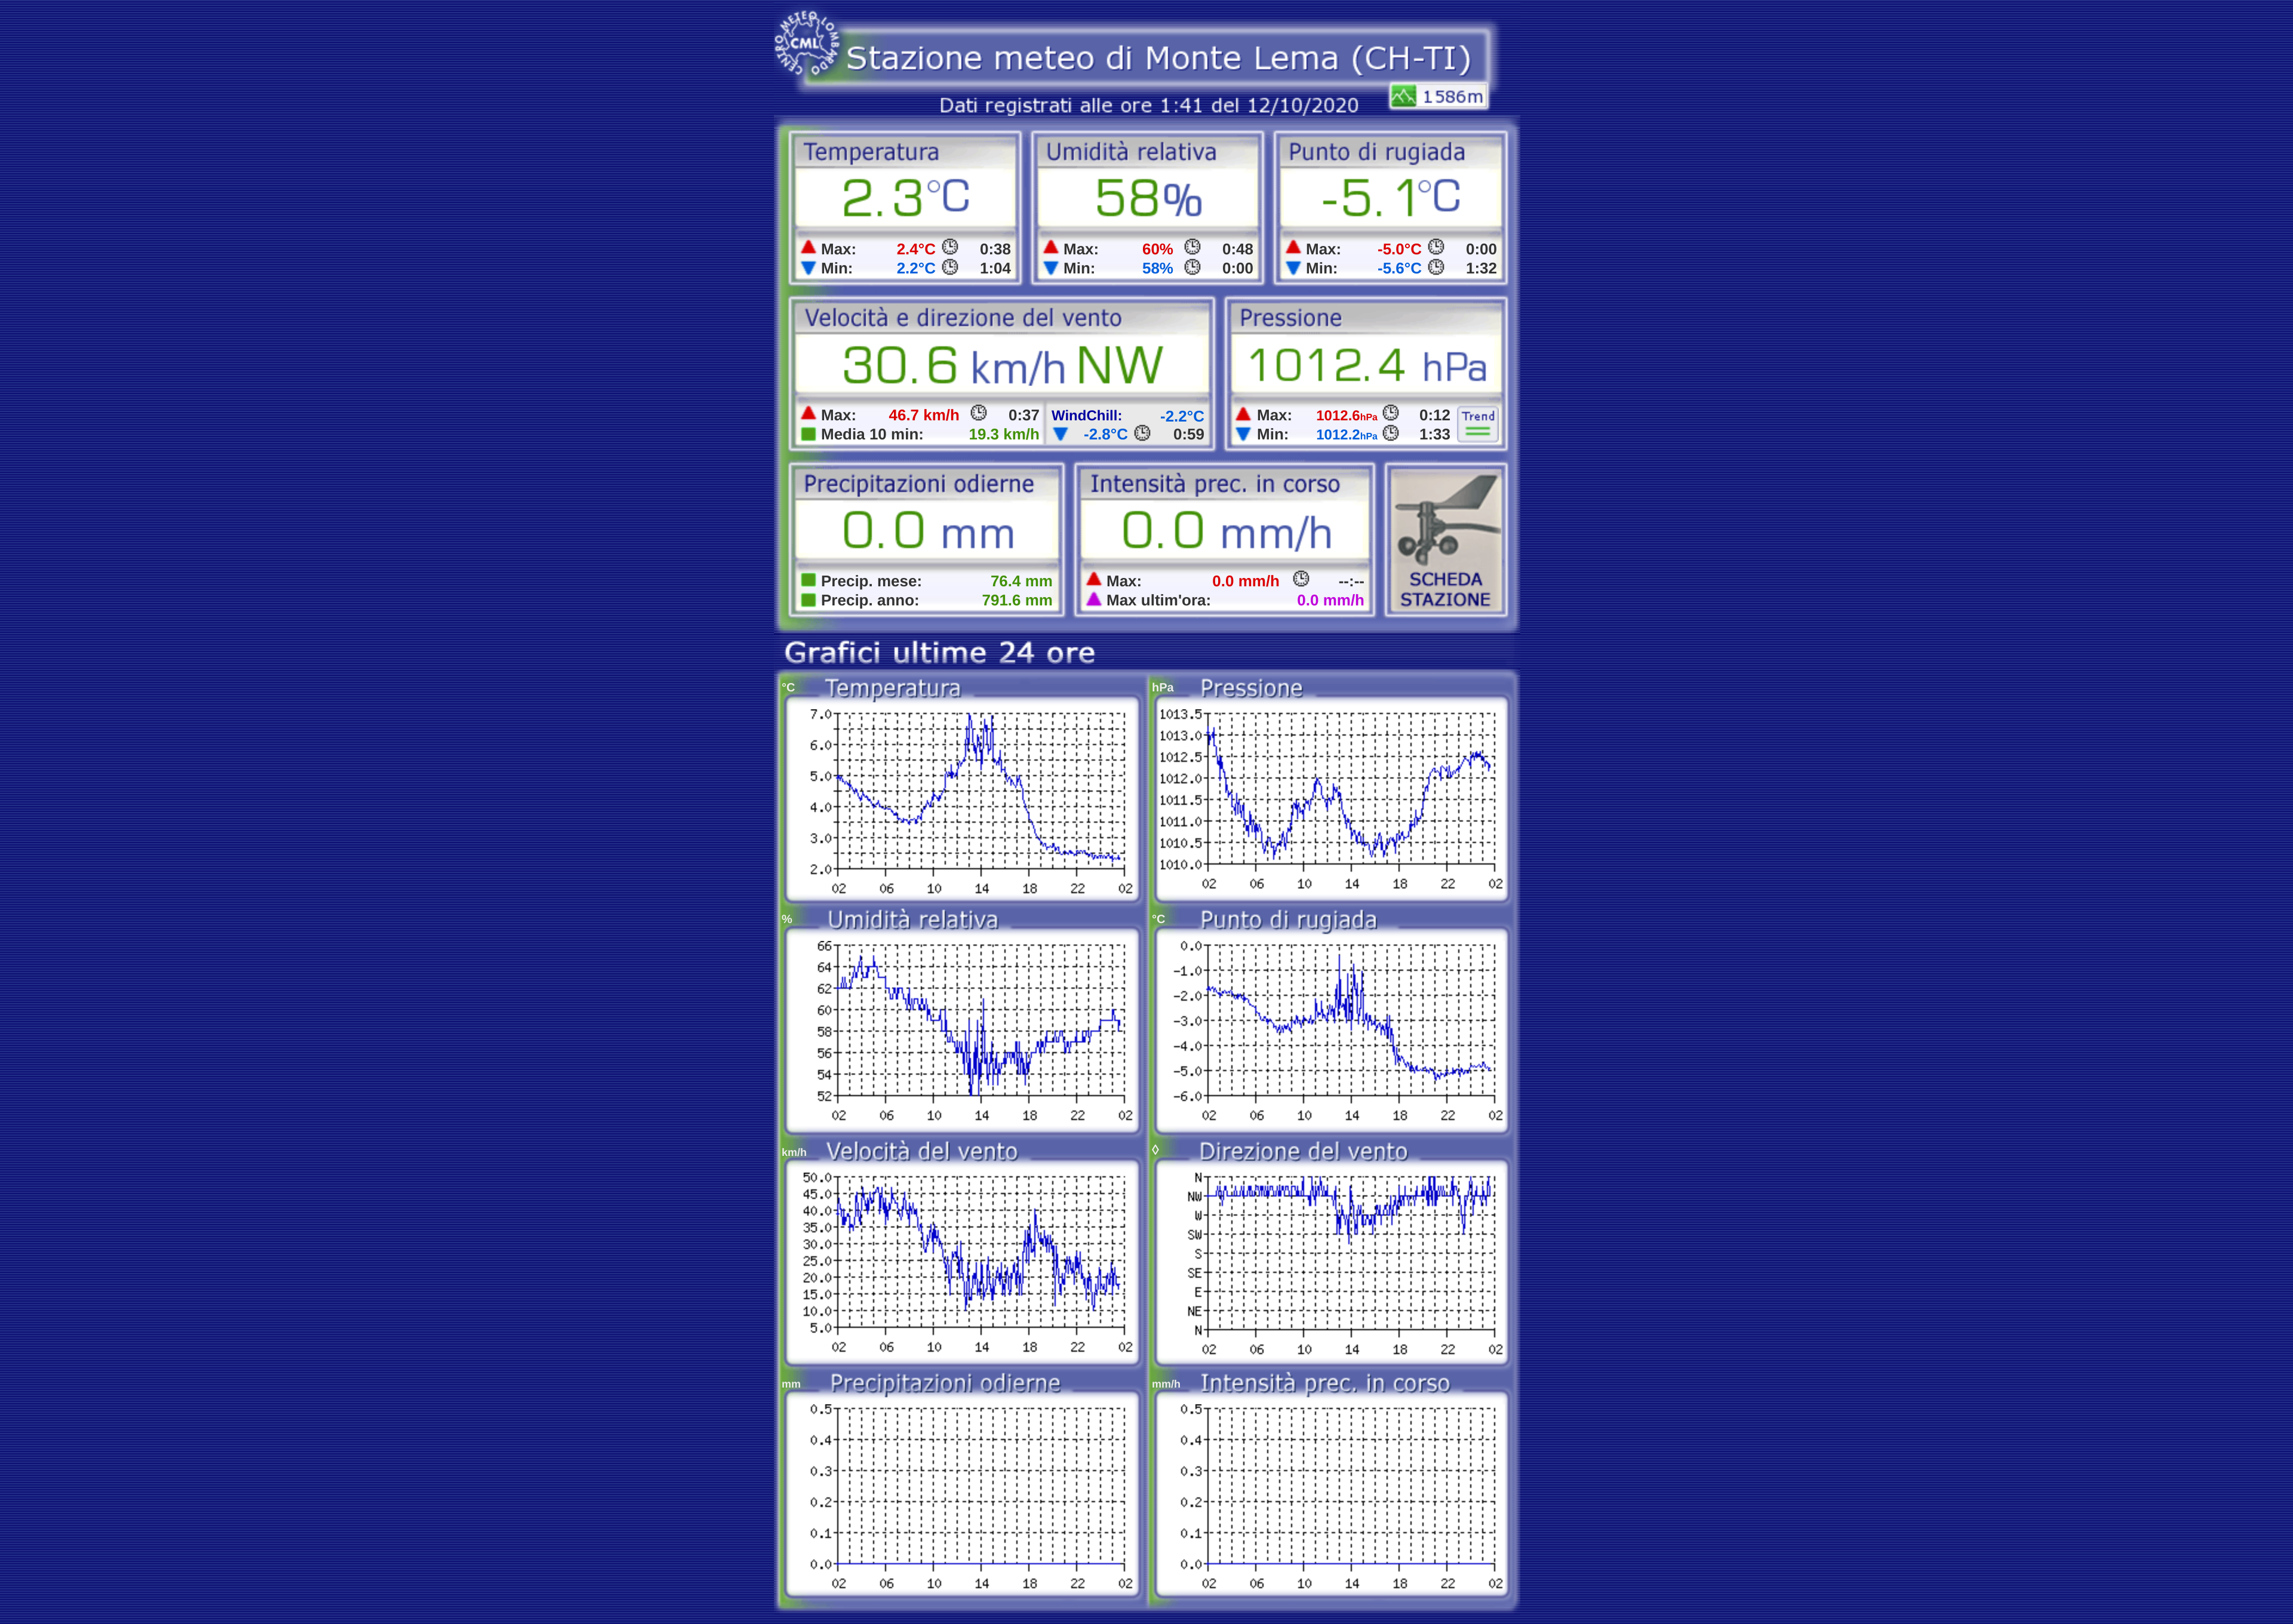 CENTRO METEO LOMBARDO
CML
Stazione meteo di Monte Lema (CH-TI)
1586m
Dati registrati alle ore 1:41 del 12/10/2020
Temperatura
2.3°C
Max: 2.4°C 0:38
Min: 2.2°C 1:04
Umidità relativa
58%
Max: 60% 0:48
Min: 58% 0:00
Punto di rugiada
-5.1°C
Max: -5.0°C 0:00
Min: -5.6°C 1:32
Velocità e direzione del vento
30.6 km/h NW
Max: 46.7 km/h 0:37
Media 10 min: 19.3 km/h
WindChill: -2.2°C
-2.8°C 0:59
Pressione
1012.4 hPa
Max: 1012.6hPa 0:12
Min: 1012.2hPa 1:33
Trend
Precipitazioni odierne
0.0 mm
Precip. mese: 76.4 mm
Precip. anno: 791.6 mm
Intensità prec. in corso
0.0 mm/h
Max: 0.0 mm/h --:--
Max ultim'ora: 0.0 mm/h
SCHEDA
STAZIONE
Grafici ultime 24 ore
°C Temperatura
7.0
6.0
5.0
4.0
3.0
2.0
02 06 10 14 18 22 02
hPa Pressione
1013.5
1013.0
1012.5
1012.0
1011.5
1011.0
1010.5
1010.0
02 06 10 14 18 22 02
% Umidità relativa
66
64
62
60
58
56
54
52
02 06 10 14 18 22 02
°C Punto di rugiada
0.0
-1.0
-2.0
-3.0
-4.0
-5.0
-6.0
02 06 10 14 18 22 02
km/h Velocità del vento
50.0
45.0
40.0
35.0
30.0
25.0
20.0
15.0
10.0
5.0
02 06 10 14 18 22 02
◊ Direzione del vento
N
NW
W
SW
S
SE
E
NE
N
02 06 10 14 18 22 02
mm Precipitazioni odierne
0.5
0.4
0.3
0.2
0.1
0.0
02 06 10 14 18 22 02
mm/h Intensità prec. in corso
0.5
0.4
0.3
0.2
0.1
0.0
02 06 10 14 18 22 02